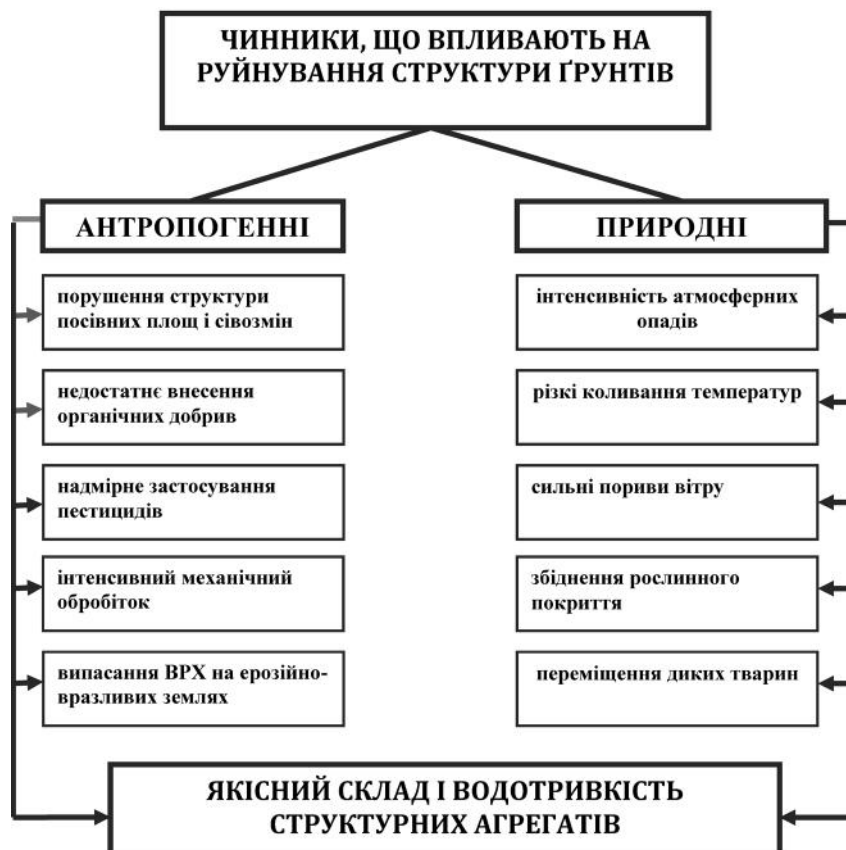 ЧИННИКИ, ЩО ВПЛИВАЮТЬ НА
РУЙНУВАННЯ СТРУКТУРИ ҐРУНТІВ
АНТРОПОГЕННІ
порушення структури
посівних площ і сівозмін
недостатнє внесення
органічних добрив
надмірне застосування
пестицидів
інтенсивний механічний
обробіток
випасання ВРХ на ерозійно-
вразливих землях
ПРИРОДНІ
інтенсивність атмосферних
опадів
різкі коливання температур
сильні пориви вітру
збіднення рослинного
покриття
переміщення диких тварин
ЯКІСНИЙ СКЛАД І ВОДОТРИВКІСТЬ
СТРУКТУРНИХ АГРЕГАТІВ